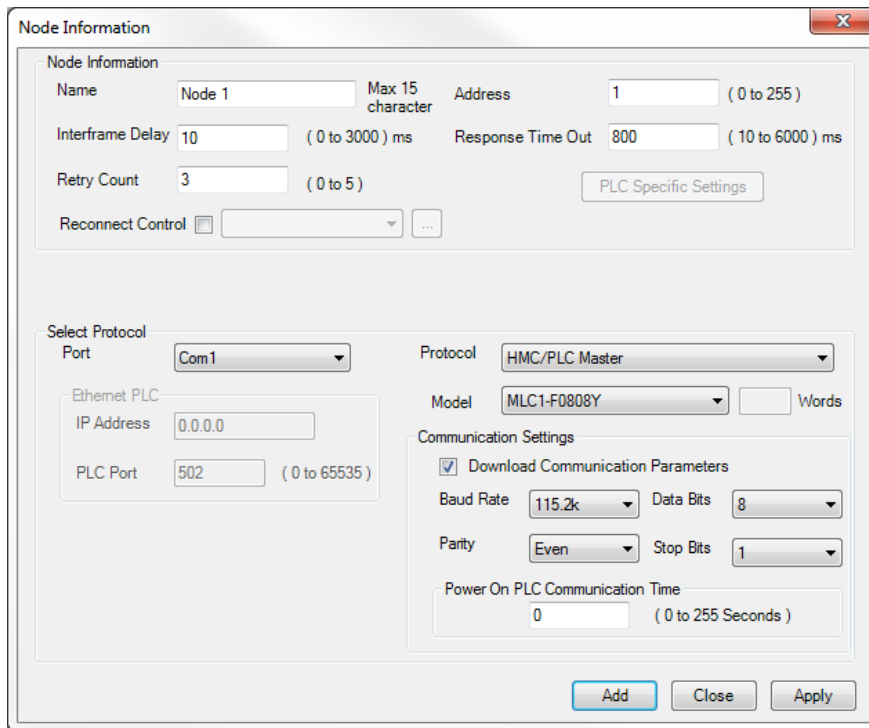 Node Information
Node Information
Name Node 1 Max 15 character Address 1 ( 0 to 255 )
Interframe Delay 10 ( 0 to 3000 ) ms Response Time Out 800 ( 10 to 6000 ) ms
Retry Count 3 ( 0 to 5 ) PLC Specific Settings
Reconnect Control ...
Select Protocol
Port Com1 Protocol HMC/PLC Master
Ethernet PLC
Model MLC1-F0808Y Words
IP Address 0.0.0.0
Communication Settings
Download Communication Parameters
PLC Port 502 ( 0 to 65535 )
Baud Rate 115.2k Data Bits 8
Parity Even Stop Bits 1
Power On PLC Communication Time
0 ( 0 to 255 Seconds )
Add Close Apply